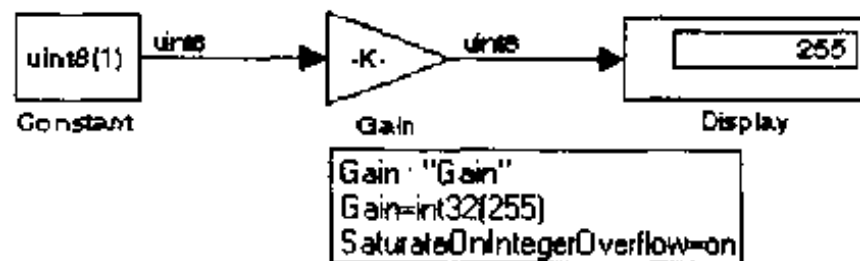 uint8(1)
uint8
-K-
uint8
255
Constant
Gain
Display
Gain : "Gain"
Gain=int32(255)
SaturateOnIntegerOverflow=on